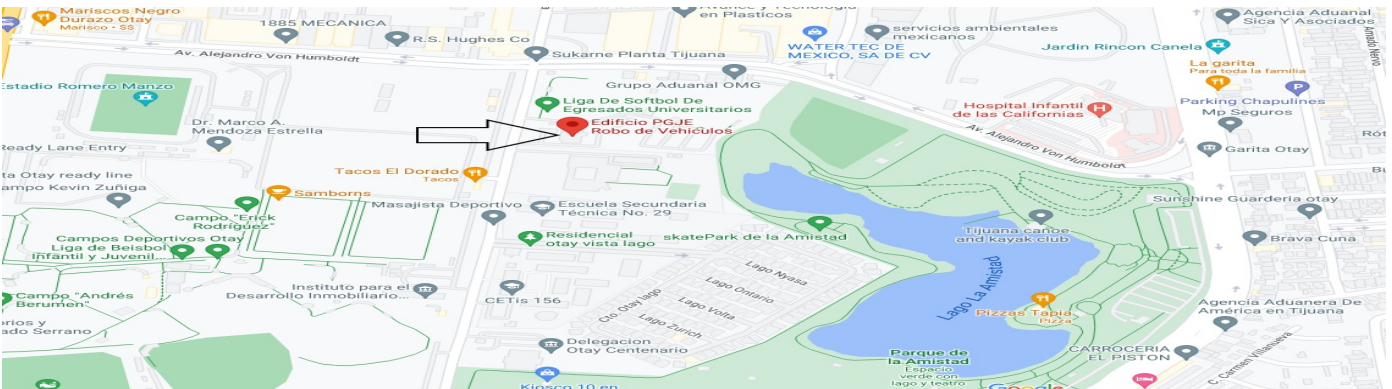 Mariscos Negro
Durazo Otay
Marisco - $$
1885 MECANICA
R.S. Hughes Co
Av. Alejandro Von Humboldt
Sukarne Planta Tijuana
en Plasticos
WATER TEC DE
MEXICO, SA DE CV
servicios ambientales
mexicanos
Agencia Aduanal
Sica Y Asociados
Jardin Rincon Canela
Amado Nervo
La garita
Para toda la familia
Estadio Romero Manzo
Grupo Aduanal OMG
Liga De Softbol De
Egresados Universitarios
Edificio PGJE
Robo de Vehículos
Hospital Infantil
de las Californias
Parking Chapulines
Mp Seguros
Dr. Marco A.
Mendoza Estrella
Av. Alejandro Von Humboldt
Ready Lane Entry
Garita Otay
Tacos El Dorado
Tacos
ta Otay ready line
ampo Kevin Zuñiga
Samborns
Masajista Deportivo
Escuela Secundaria
Técnica No. 29
Sunshine Guarderia otay
Campo "Erick
Rodríguez"
Campos Deportivos Otay
Liga de Beisbol
Infantil y Juvenil...
Residencial
otay vista lago
skatePark de la Amistad
Tijuana canoe
and kayak club
Brava Cuna
Lago Nyasa
Lago Ontario
Lago Volta
Lago Zurich
Cto. Otay lago
Lago La Amistad
Instituto para el
Desarrollo Inmobiliario...
CETis 156
Campo "Andrés
Berumen"
Pizzas Tapia
Pizza
Agencia Aduanera De
América en Tijuana
orios y
ado Serrano
Delegacion
Otay Centenario
Parque de
la Amistad
Espacio
verde con
lago y teatro
CARROCERIA
EL PISTON
C. Carmen Villanueva
Kiosco 10 en
Google